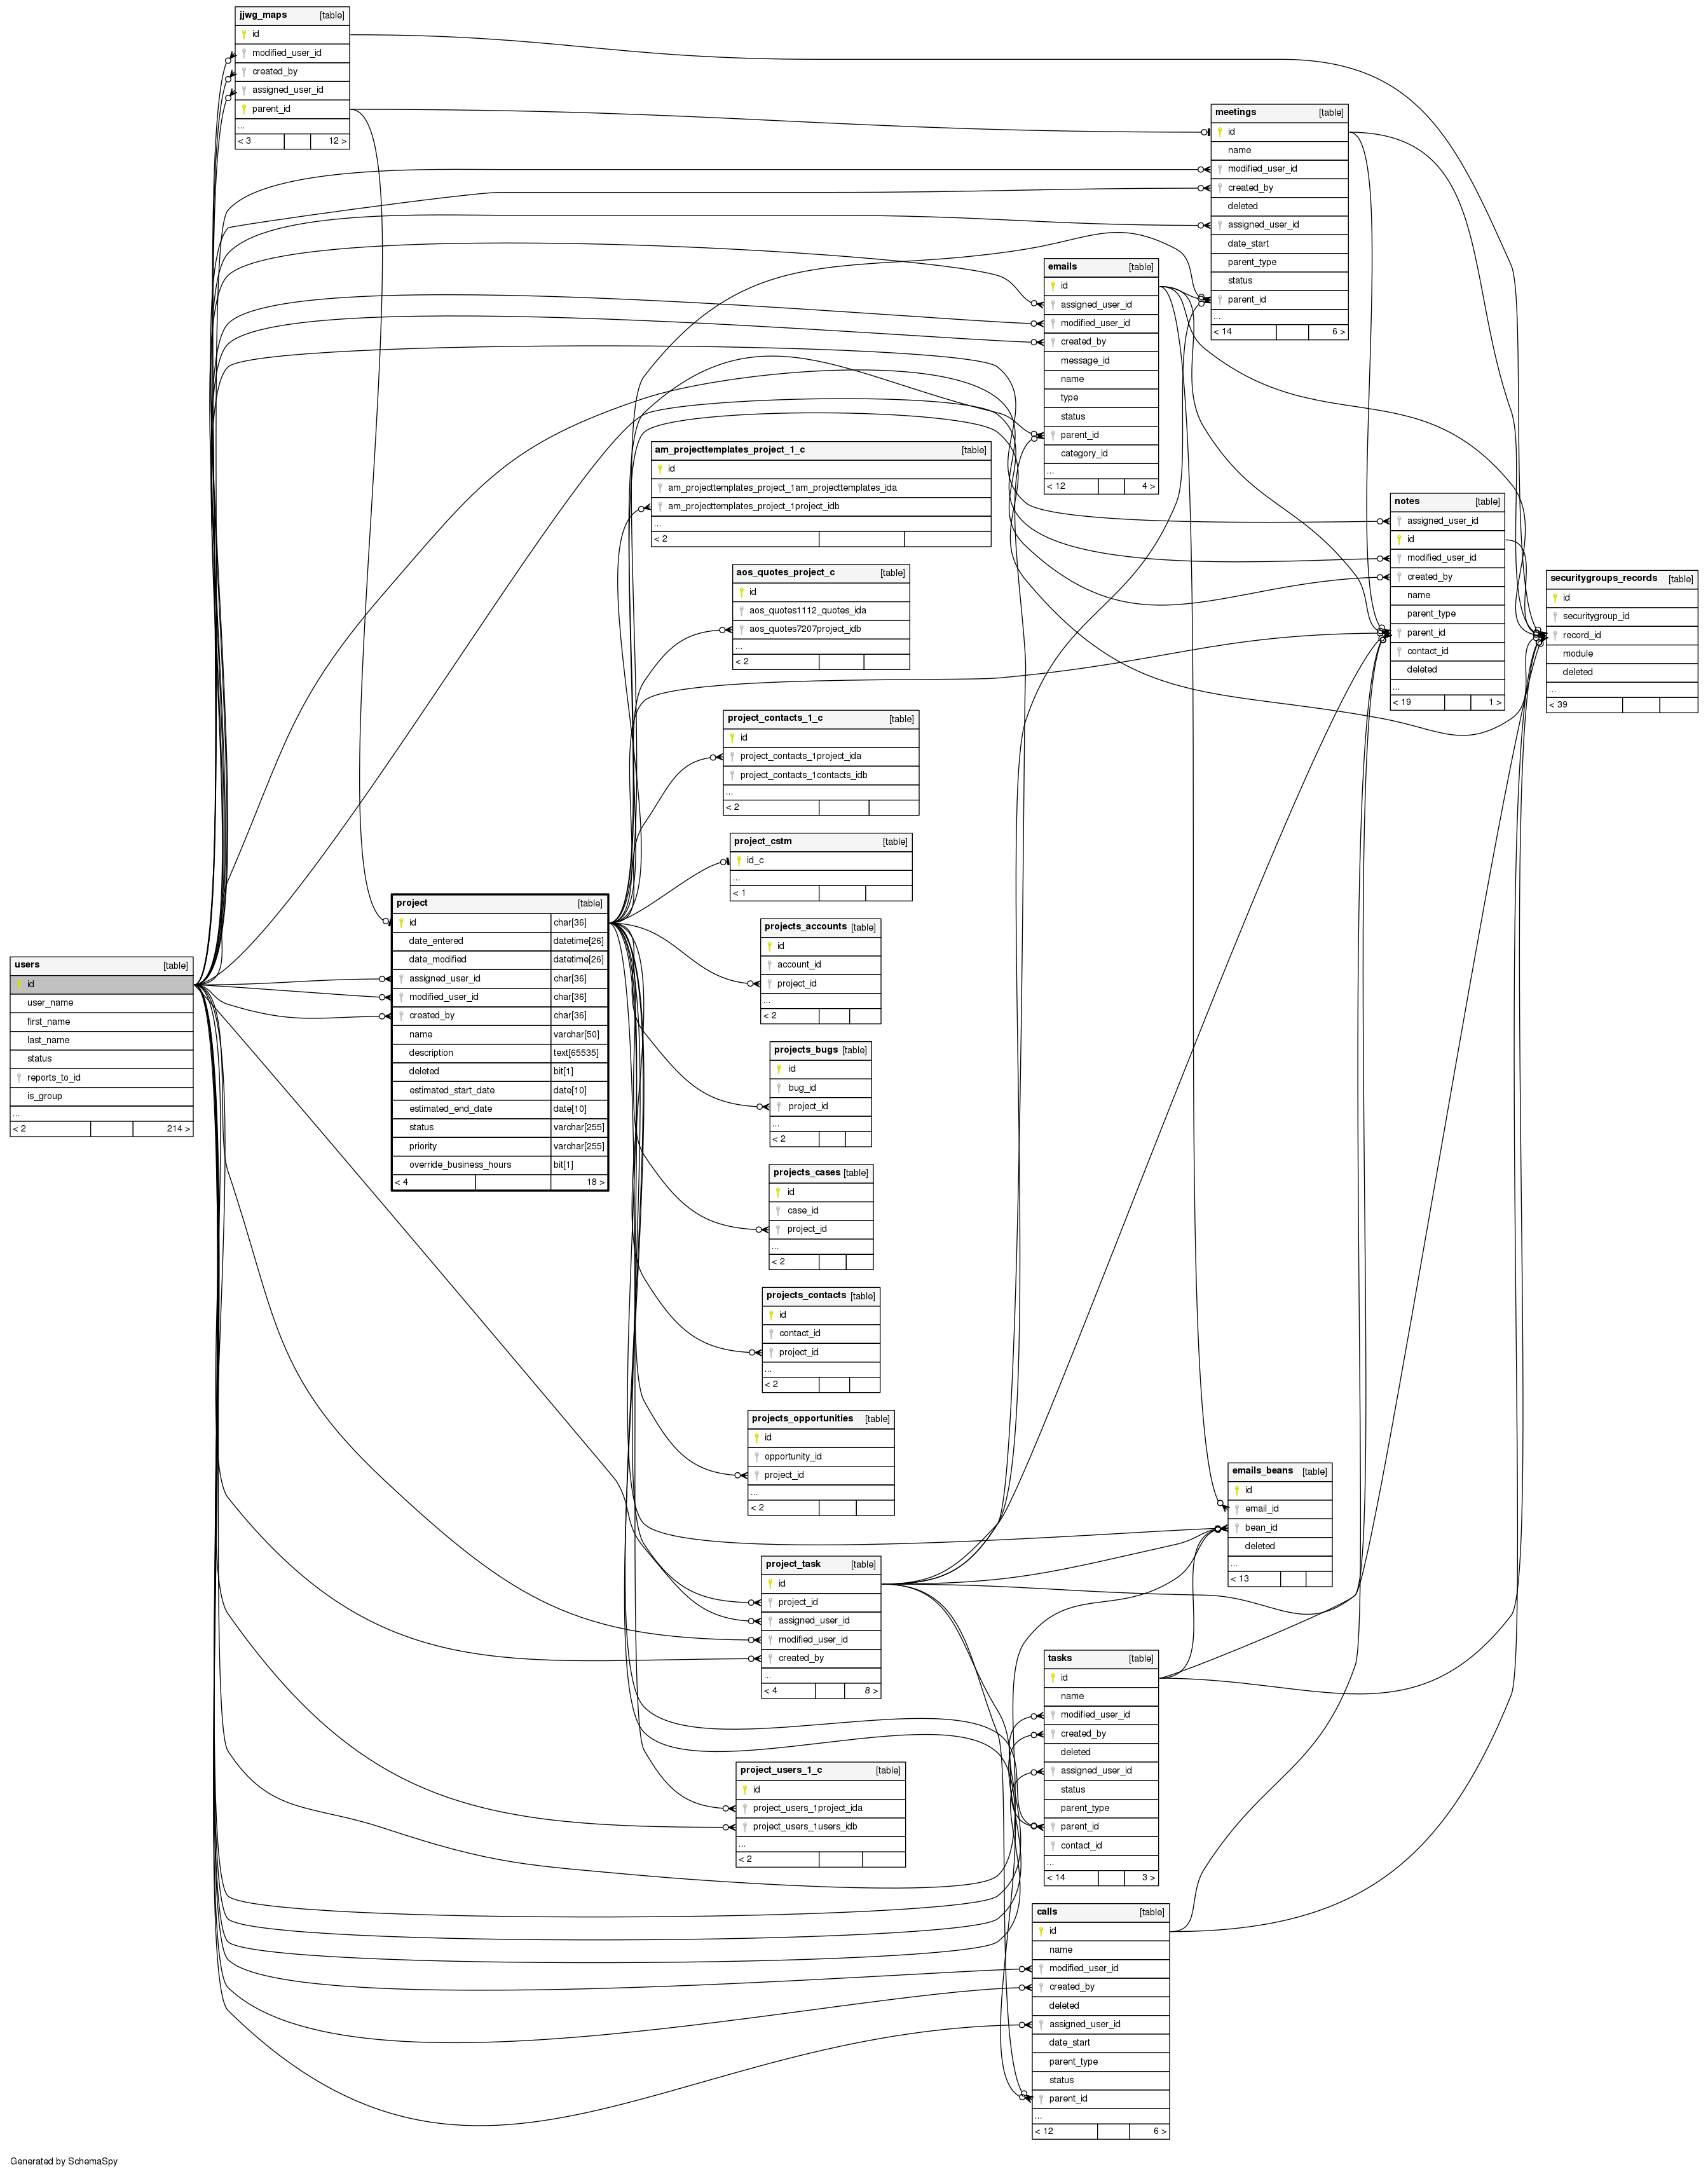 jjwg_maps [table]
id
modified_user_id
created_by
assigned_user_id
parent_id
...
< 3 12 >
meetings [table]
id
name
modified_user_id
created_by
deleted
assigned_user_id
date_start
parent_type
status
parent_id
...
< 14 6 >
emails [table]
id
assigned_user_id
modified_user_id
created_by
message_id
name
type
status
parent_id
category_id
...
< 12 4 >
am_projecttemplates_project_1_c [table]
id
am_projecttemplates_project_1am_projecttemplates_ida
am_projecttemplates_project_1project_idb
...
< 2
notes [table]
assigned_user_id
id
modified_user_id
created_by
name
parent_type
parent_id
contact_id
deleted
...
< 19 1 >
securitygroups_records [table]
id
securitygroup_id
record_id
module
deleted
...
< 39
aos_quotes_project_c [table]
id
aos_quotes1112_quotes_ida
aos_quotes7207project_idb
...
< 2
project_contacts_1_c [table]
id
project_contacts_1project_ida
project_contacts_1contacts_idb
...
< 2
project_cstm [table]
id_c
...
< 1
project [table]
id char[36]
date_entered datetime[26]
date_modified datetime[26]
assigned_user_id char[36]
modified_user_id char[36]
created_by char[36]
name varchar[50]
description text[65535]
deleted bit[1]
estimated_start_date date[10]
estimated_end_date date[10]
status varchar[255]
priority varchar[255]
override_business_hours bit[1]
< 4 18 >
users [table]
id
user_name
first_name
last_name
status
reports_to_id
is_group
...
< 2 214 >
projects_accounts [table]
id
account_id
project_id
...
< 2
projects_bugs [table]
id
bug_id
project_id
...
< 2
projects_cases [table]
id
case_id
project_id
...
< 2
projects_contacts [table]
id
contact_id
project_id
...
< 2
projects_opportunities [table]
id
opportunity_id
project_id
...
< 2
emails_beans [table]
id
email_id
bean_id
deleted
...
< 13
project_task [table]
id
project_id
assigned_user_id
modified_user_id
created_by
...
< 4 8 >
tasks [table]
id
name
modified_user_id
created_by
deleted
assigned_user_id
status
parent_type
parent_id
contact_id
...
< 14 3 >
project_users_1_c [table]
id
project_users_1project_ida
project_users_1users_idb
...
< 2
calls [table]
id
name
modified_user_id
created_by
deleted
assigned_user_id
date_start
parent_type
status
parent_id
...
< 12 6 >
Generated by SchemaSpy